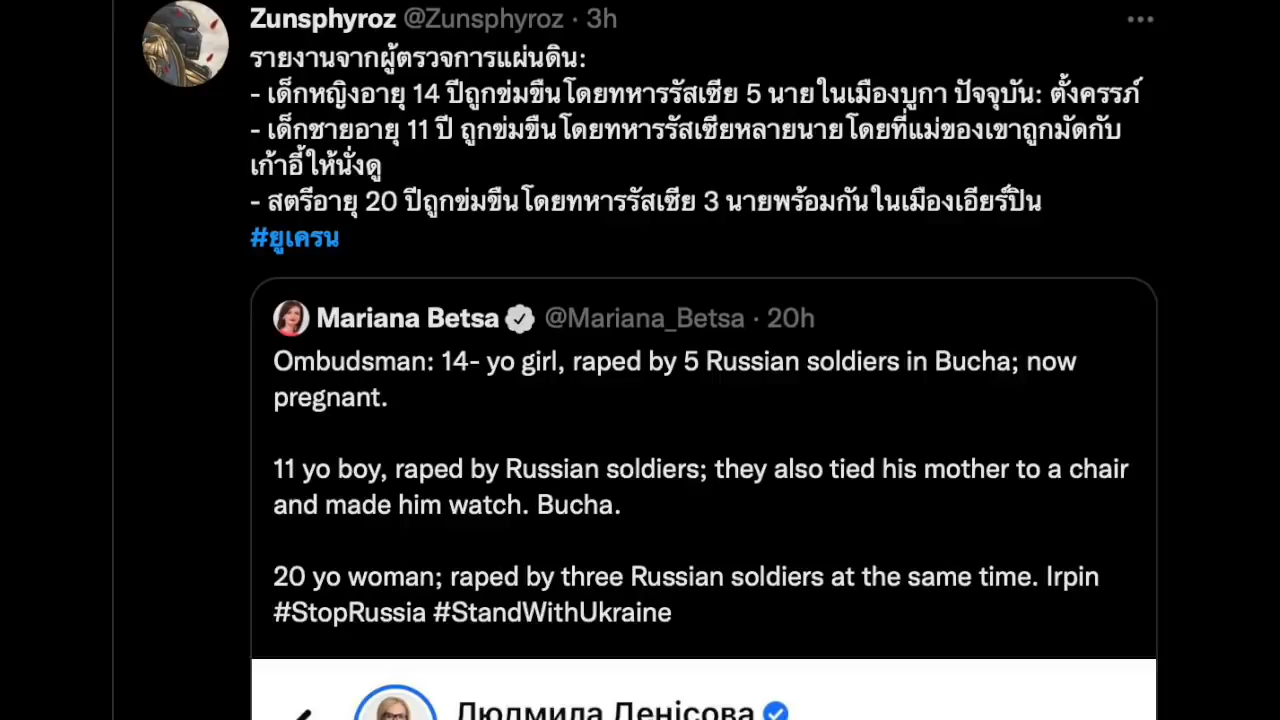 Zunsphyroz @Zunsphyroz · 3h
รายงานจากผู้ตรวจการแผ่นดิน:
- เด็กหญิงอายุ 14 ปีถูกข่มขืนโดยทหารรัสเซีย 5 นายในเมืองบูกา ปัจจุบัน: ตั้งครรภ์
- เด็กชายอายุ 11 ปี ถูกข่มขืนโดยทหารรัสเซียหลายนายโดยที่แม่ของเขาถูกมัดกับ
เก้าอี้ให้นั่งดู
- สตรีอายุ 20 ปีถูกข่มขืนโดยทหารรัสเซีย 3 นายพร้อมกันในเมืองเอียร์ปิน
#ยูเครน
Mariana Betsa @Mariana_Betsa · 20h
Ombudsman: 14- yo girl, raped by 5 Russian soldiers in Bucha; now
pregnant.
11 yo boy, raped by Russian soldiers; they also tied his mother to a chair
and made him watch. Bucha.
20 yo woman; raped by three Russian soldiers at the same time. Irpin
#StopRussia #StandWithUkraine
Людмила Денісова